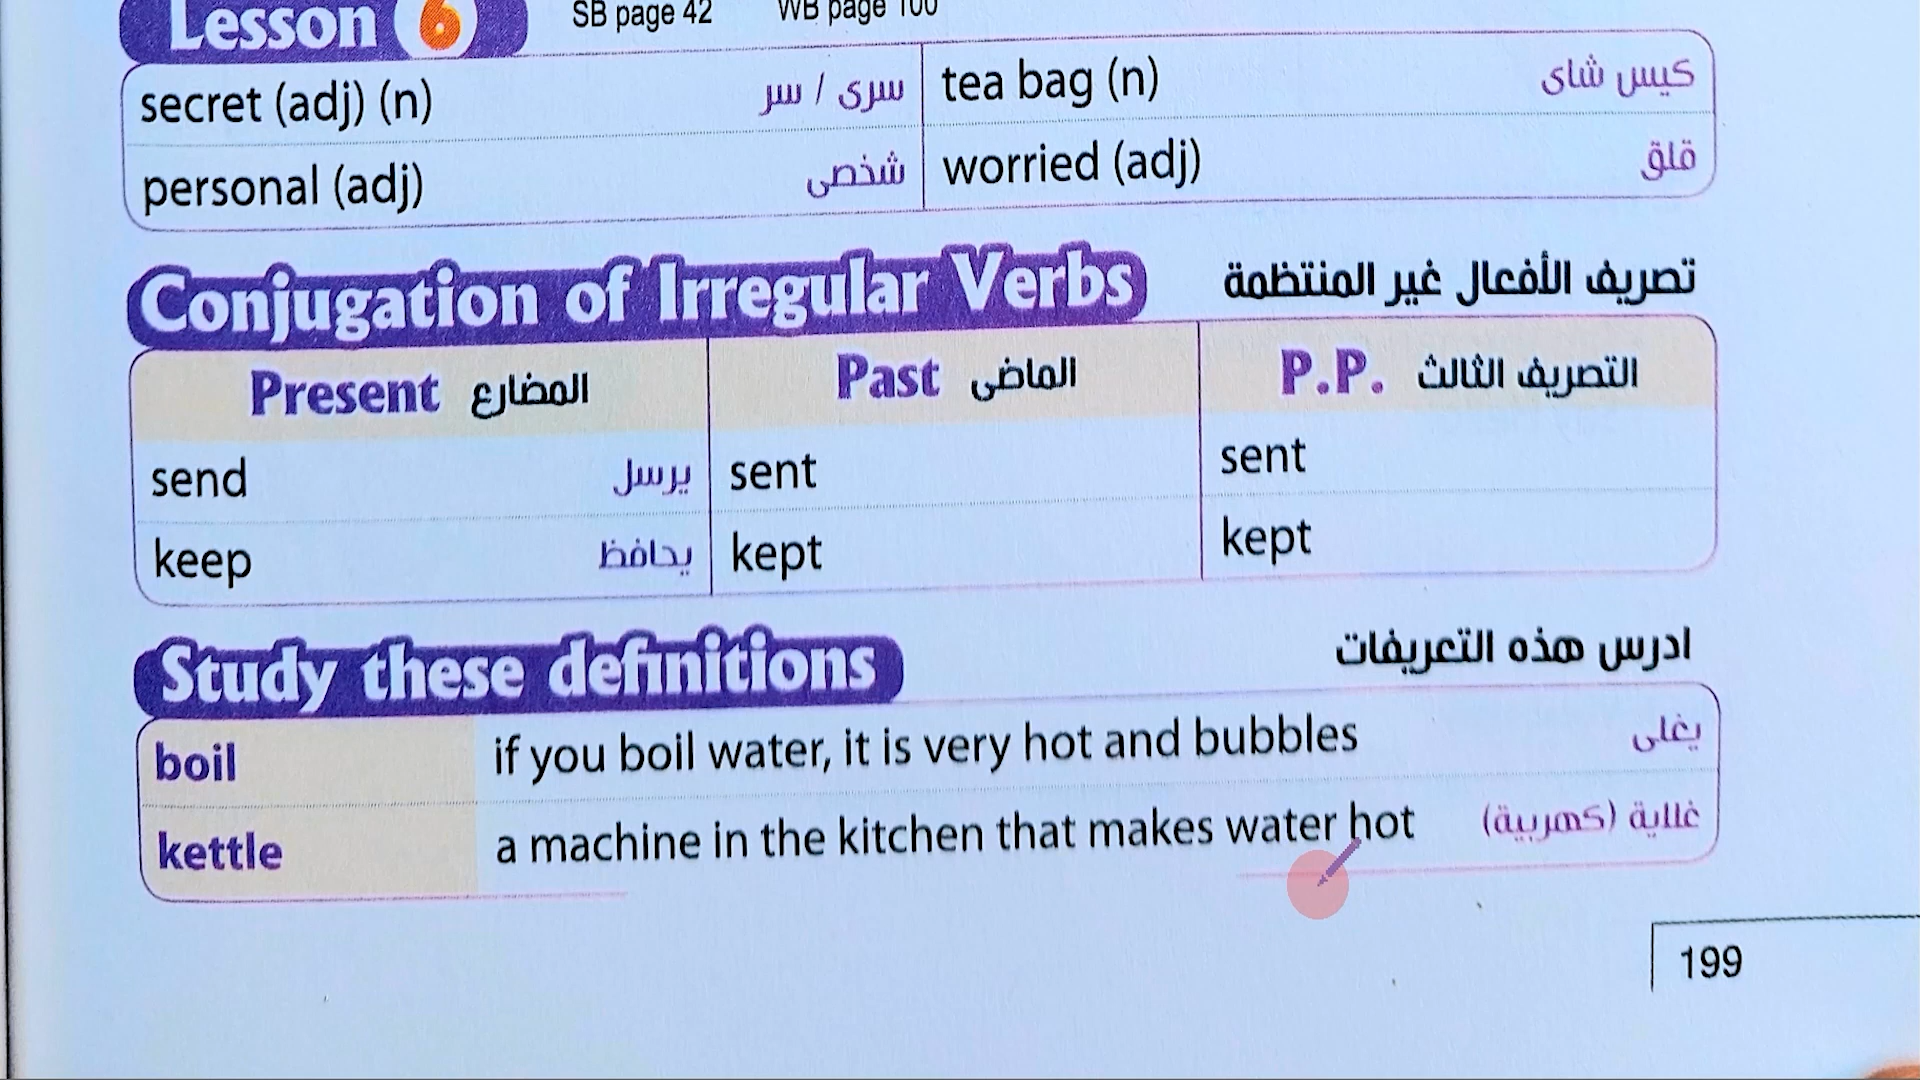 Lesson 6 SB page 42 WB page 100
secret (adj) (n) سرى / سر tea bag (n) كيس شاى
personal (adj) شخصى worried (adj) قلق
Conjugation of Irregular Verbs تصريف الأفعال غير المنتظمة
Present المضارع Past الماضى P.P. التصريف الثالث
send يرسل sent sent
keep يحافظ kept kept
Study these definitions ادرس هذه التعريفات
boil if you boil water, it is very hot and bubbles يغلى
kettle a machine in the kitchen that makes water hot غلاية (كهربية)
199